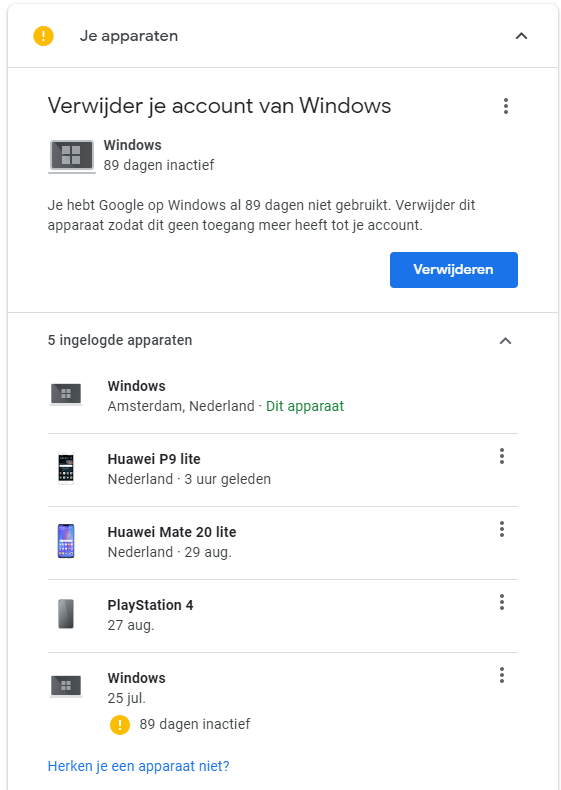 Je apparaten
Verwijder je account van Windows
Windows
89 dagen inactief
Je hebt Google op Windows al 89 dagen niet gebruikt. Verwijder dit
apparaat zodat dit geen toegang meer heeft tot je account.
Verwijderen
5 ingelogde apparaten
Windows
Amsterdam, Nederland · Dit apparaat
Huawei P9 lite
Nederland · 3 uur geleden
Huawei Mate 20 lite
Nederland · 29 aug.
PlayStation 4
27 aug.
Windows
25 jul.
89 dagen inactief
Herken je een apparaat niet?